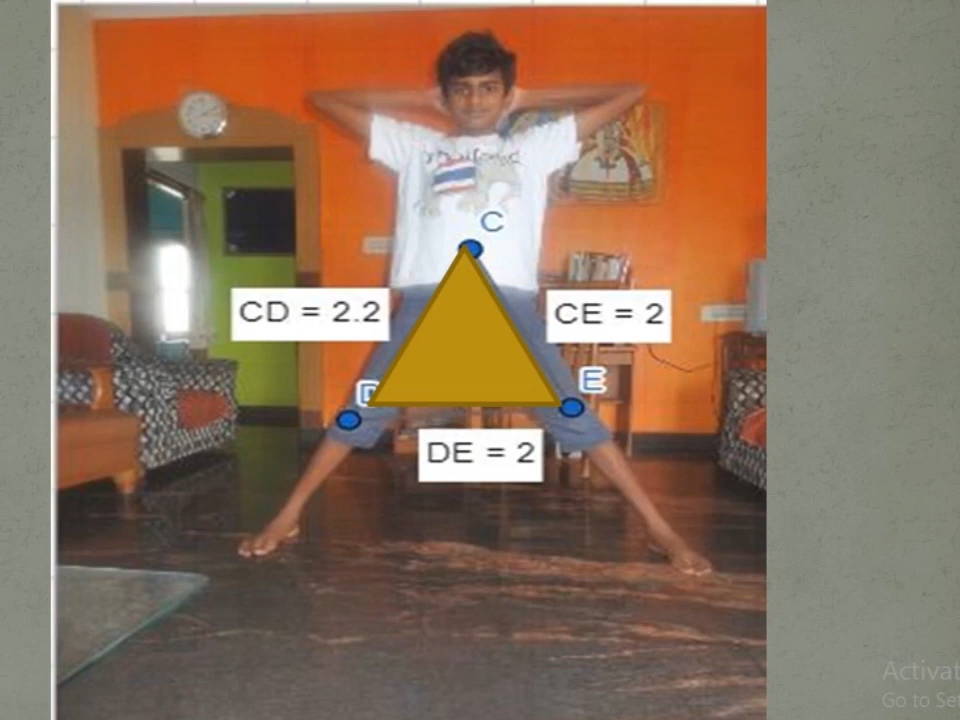 C
CD = 2.2
CE = 2
D
E
DE = 2
Activat
Go to Set